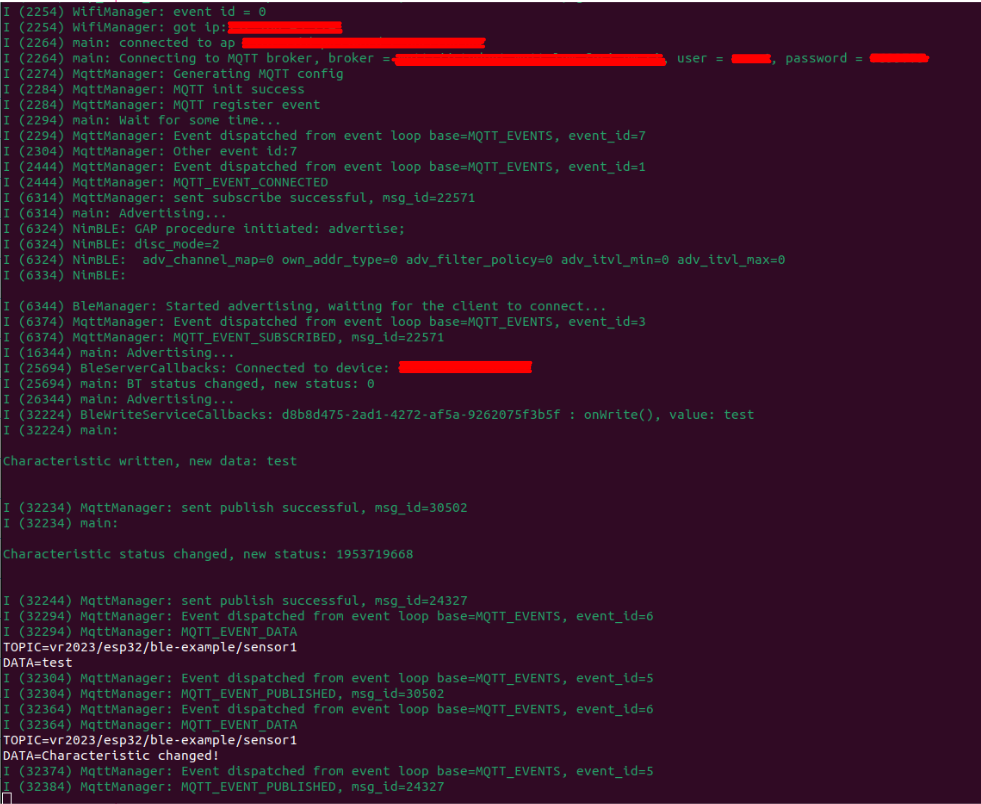 I (2254) WifiManager: event id = 0
I (2254) WifiManager: got ip:
I (2264) main: connected to ap
I (2264) main: Connecting to MQTT broker, broker = , user = , password =
I (2274) MqttManager: Generating MQTT config
I (2284) MqttManager: MQTT init success
I (2284) MqttManager: MQTT register event
I (2294) main: Wait for some time...
I (2294) MqttManager: Event dispatched from event loop base=MQTT_EVENTS, event_id=7
I (2304) MqttManager: Other event id:7
I (2444) MqttManager: Event dispatched from event loop base=MQTT_EVENTS, event_id=1
I (2444) MqttManager: MQTT_EVENT_CONNECTED
I (6314) MqttManager: sent subscribe successful, msg_id=22571
I (6314) main: Advertising...
I (6324) NimBLE: GAP procedure initiated: advertise;
I (6324) NimBLE: disc_mode=2
I (6324) NimBLE:  adv_channel_map=0 own_addr_type=0 adv_filter_policy=0 adv_itvl_min=0 adv_itvl_max=0
I (6334) NimBLE:
I (6344) BleManager: Started advertising, waiting for the client to connect...
I (6374) MqttManager: Event dispatched from event loop base=MQTT_EVENTS, event_id=3
I (6374) MqttManager: MQTT_EVENT_SUBSCRIBED, msg_id=22571
I (16344) main: Advertising...
I (25694) BleServerCallbacks: Connected to device:
I (25694) main: BT status changed, new status: 0
I (26344) main: Advertising...
I (32224) BleWriteServiceCallbacks: d8b8d475-2ad1-4272-af5a-9262075f3b5f : onWrite(), value: test
I (32224) main:
Characteristic written, new data: test
I (32234) MqttManager: sent publish successful, msg_id=30502
I (32234) main:
Characteristic status changed, new status: 1953719668
I (32244) MqttManager: sent publish successful, msg_id=24327
I (32294) MqttManager: Event dispatched from event loop base=MQTT_EVENTS, event_id=6
I (32294) MqttManager: MQTT_EVENT_DATA
TOPIC=vr2023/esp32/ble-example/sensor1
DATA=test
I (32304) MqttManager: Event dispatched from event loop base=MQTT_EVENTS, event_id=5
I (32304) MqttManager: MQTT_EVENT_PUBLISHED, msg_id=30502
I (32364) MqttManager: Event dispatched from event loop base=MQTT_EVENTS, event_id=6
I (32364) MqttManager: MQTT_EVENT_DATA
TOPIC=vr2023/esp32/ble-example/sensor1
DATA=Characteristic changed!
I (32374) MqttManager: Event dispatched from event loop base=MQTT_EVENTS, event_id=5
I (32384) MqttManager: MQTT_EVENT_PUBLISHED, msg_id=24327